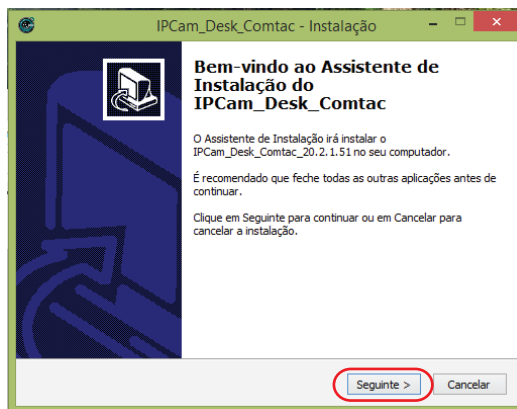 IPCam_Desk_Comtac - Instalação
Bem-vindo ao Assistente de
Instalação do
IPCam_Desk_Comtac
O Assistente de Instalação irá instalar o
IPCam_Desk_Comtac_20.2.1.51 no seu computador.
É recomendado que feche todas as outras aplicações antes de
continuar.
Clique em Seguinte para continuar ou em Cancelar para
cancelar a instalação.
Seguinte >
Cancelar